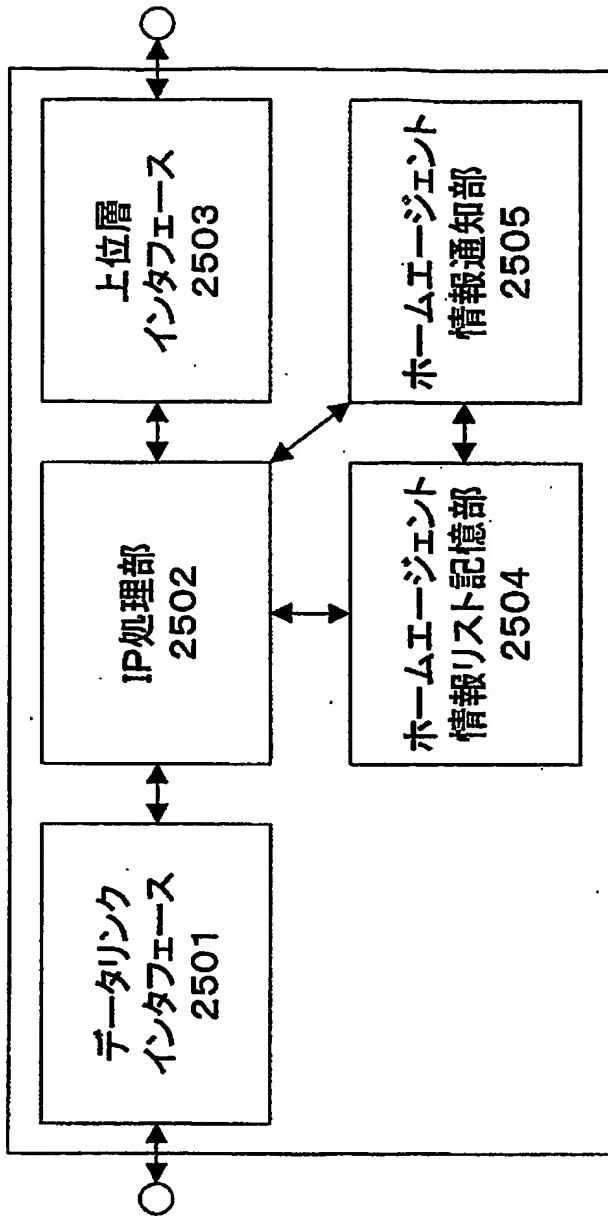 データリンク
インタフェース
2501
IP処理部
2502
上位層
インタフェース
2503
ホームエージェント
情報リスト記憶部
2504
ホームエージェント
情報通知部
2505